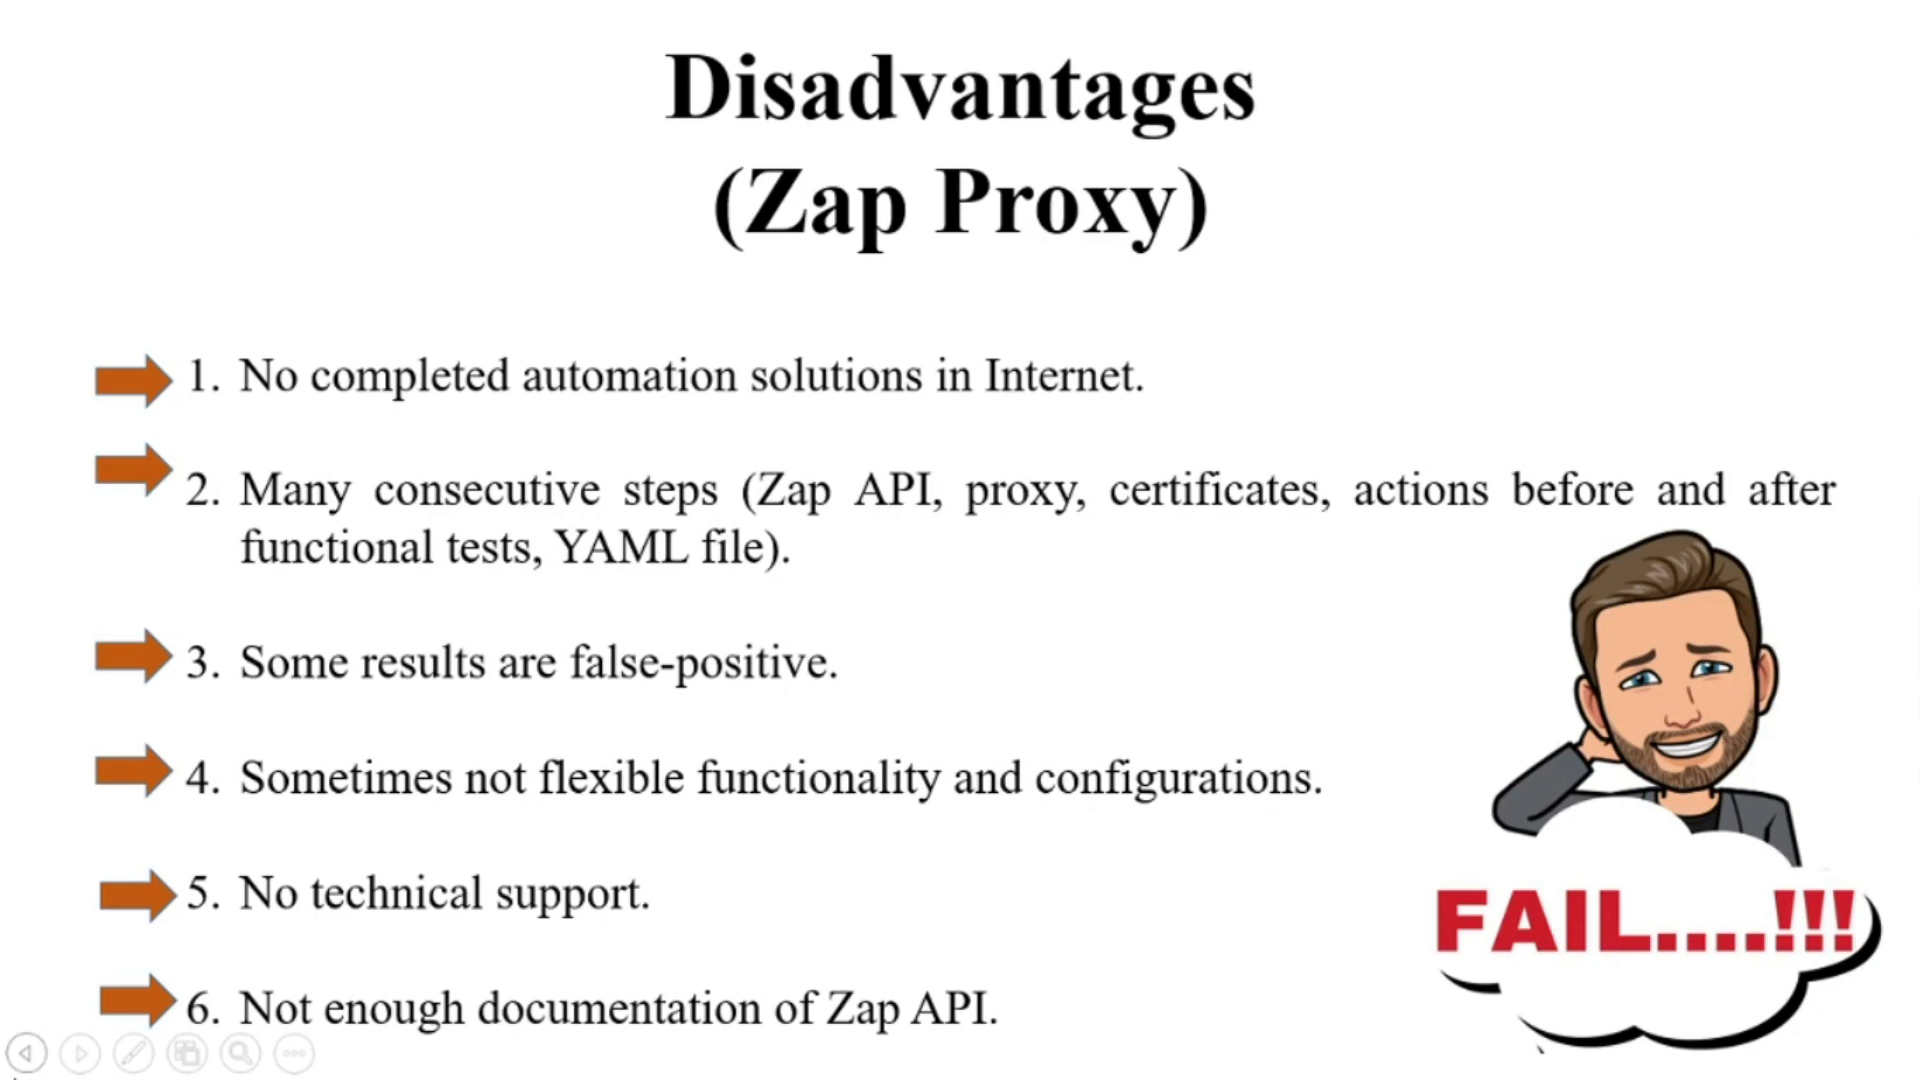 Disadvantages
(Zap Proxy)
1. No completed automation solutions in Internet.
2. Many consecutive steps (Zap API, proxy, certificates, actions before and after
functional tests, YAML file).
3. Some results are false-positive.
4. Sometimes not flexible functionality and configurations.
5. No technical support.
FAIL....!!!
6. Not enough documentation of Zap API.